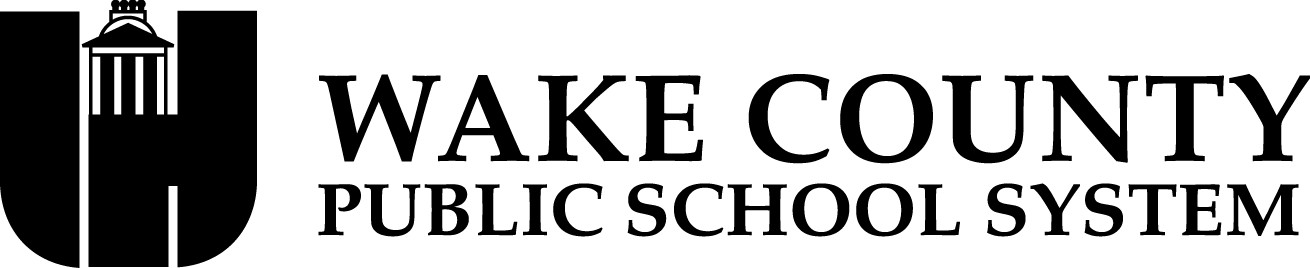 WAKE COUNTY
PUBLIC SCHOOL SYSTEM